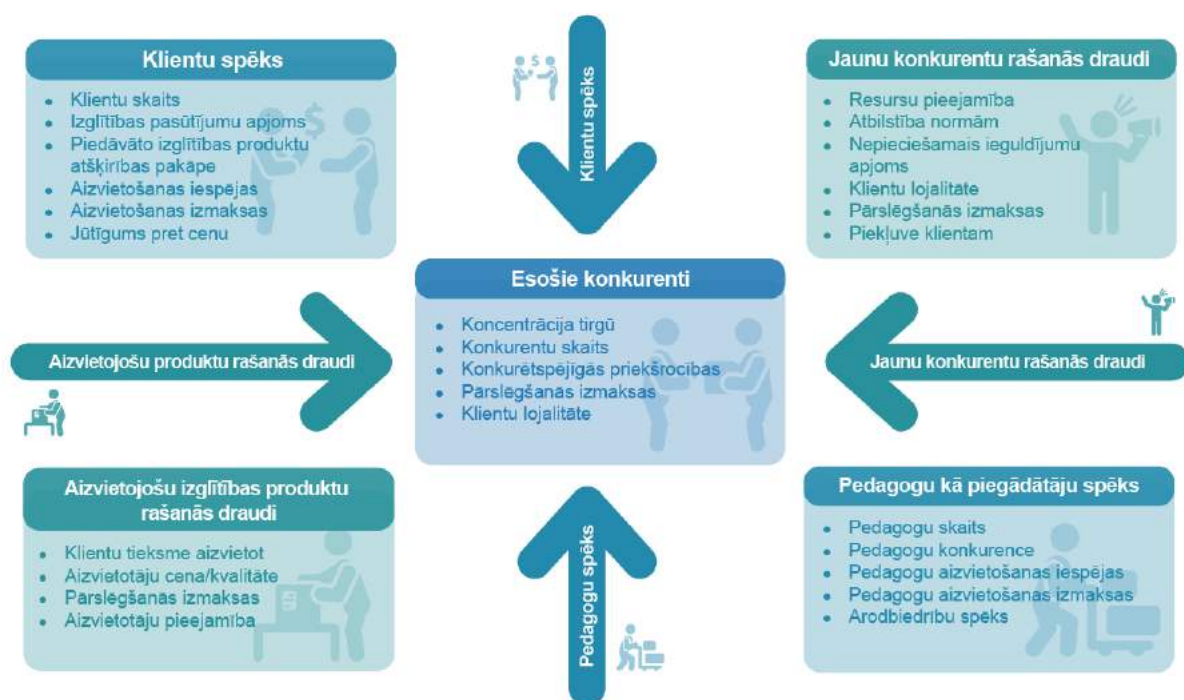 Klientu spēks
• Klientu skaits
• Izglītības pasūtījumu apjoms
• Piedāvāto izglītības produktu
atšķirības pakāpe
• Aizvietošanas iespējas
• Aizvietošanas izmaksas
• Jūtīgums pret cenu
Klientu spēks
Jaunu konkurentu rašanās draudi
• Resursu pieejamība
• Atbilstība normām
• Nepieciešamais ieguldījumu
apjoms
• Klientu lojalitāte
• Pārslēgšanās izmaksas
• Piekļuve klientam
Aizvietojošu produktu rašanās draudi
Esošie konkurenti
• Koncentrācija tirgū
• Konkurentu skaits
• Konkurētspējīgās priekšrocības
• Pārslēgšanās izmaksas
• Klientu lojalitāte
Jaunu konkurentu rašanās draudi
Aizvietojošu izglītības produktu
rašanās draudi
• Klientu tieksme aizvietot
• Aizvietotāju cena/kvalitāte
• Pārslēgšanās izmaksas
• Aizvietotāju pieejamība
Pedagogu spēks
Pedagogu kā piegādātāju spēks
• Pedagogu skaits
• Pedagogu konkurence
• Pedagogu aizvietošanas iespējas
• Pedagogu aizvietošanas izmaksas
• Arodbiedrību spēks